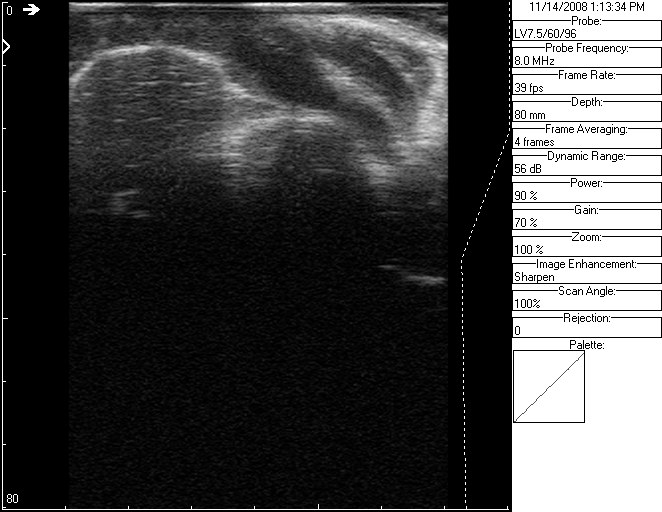 0
80
11/14/2008 1:13:34 PM
Probe:
LV7.5/60/96
Probe Frequency:
8.0 MHz
Frame Rate:
39 fps
Depth:
80 mm
Frame Averaging:
4 frames
Dynamic Range:
56 dB
Power:
90 %
Gain:
70 %
Zoom:
100 %
Image Enhancement:
Sharpen
Scan Angle:
100%
Rejection:
0
Palette: